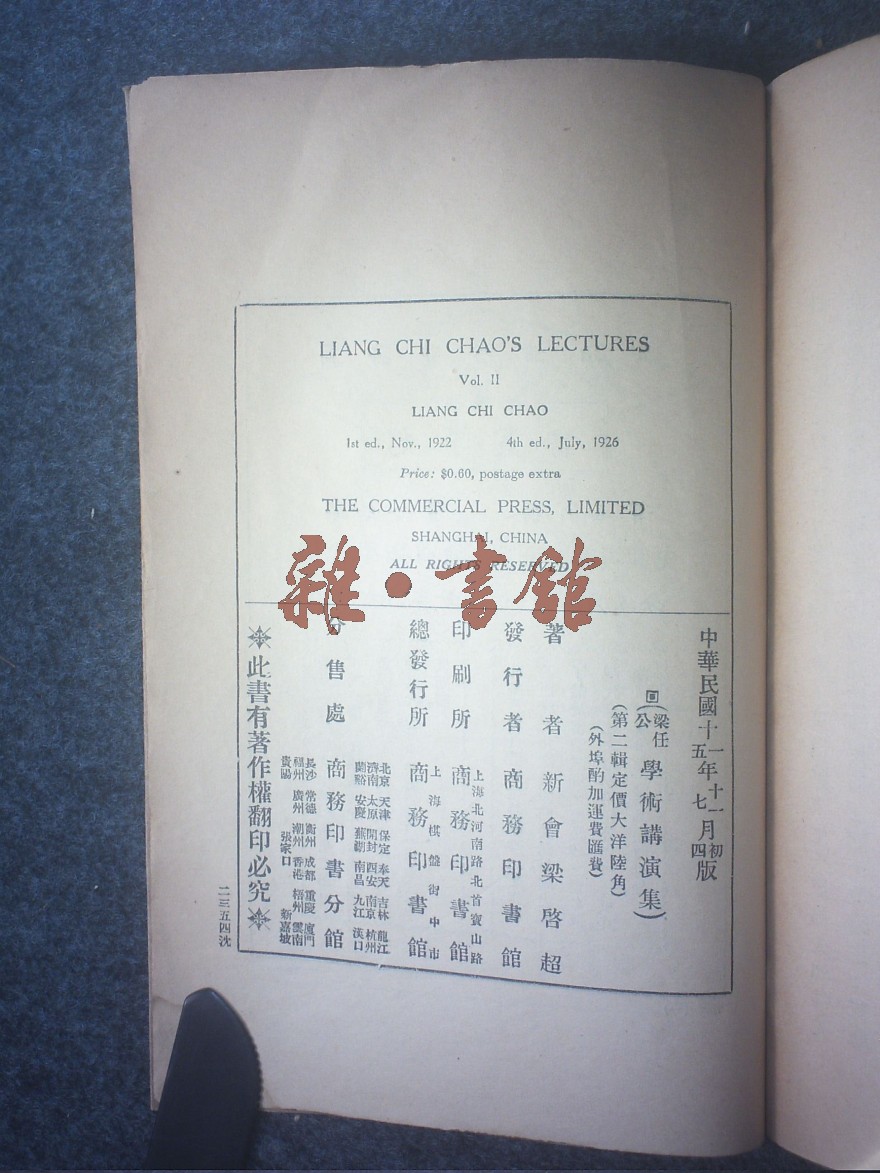 LIANG CHI CHAO'S LECTURES
Vol. II
LIANG CHI CHAO
1st ed., Nov., 1922 4th ed., July, 1926
Price: $0.60, postage extra
THE COMMERCIAL PRESS, LIMITED
SHANGHAI, CHINA
ALL RIGHTS RESERVED
雜·書館
中華民國十一年十一月初版
五 七 四
回(梁任公學術講演集)
(第二輯定價大洋陸角)
(外埠酌加運費匯費)
著者 新會梁啓超
發行者 商務印書館
印刷所 上海北河南路北首寶山路 商務印書館
總發行所 上海棋盤街中市 商務印書館
分售處 商務印書分館
北京 天津 保定 奉天 吉林 龍江
濟南 太原 開封 西安 南京 杭州
蘭谿 安慶 蕪湖 南昌 九江 漢口
長沙 常德 衡州 成都 重慶 廈門
福州 廣州 潮州 香港 梧州 雲南
貴陽 張家口 新嘉坡
※此書有著作權翻印必究※
二三五四沈